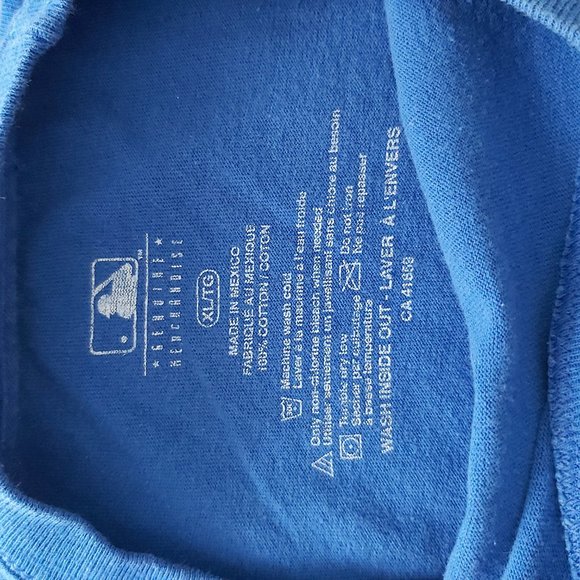 TM
★ GENUINE ★
MERCHANDISE
XL/TG
MADE IN MEXICO
FABRIQUÉ AU MEXIQUE
100% COTTON / COTON
Machine wash cold
Laver à la machine à l'eau froide
Only non-chlorine bleach when needed
Utiliser seulement un javellisant sans chlore au besoin
Tumble dry low
Sécher par culbutage
à basse température
Do not iron
Ne pas repasser
WASH INSIDE OUT - LAVER À L'ENVERS